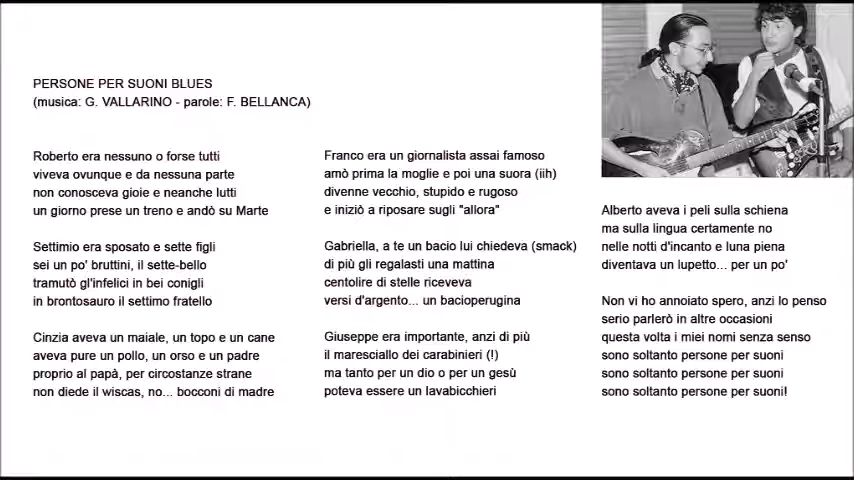 PERSONE PER SUONI BLUES
(musica: G. VALLARINO - parole: F. BELLANCA)
Roberto era nessuno o forse tutti
viveva ovunque e da nessuna parte
non conosceva gioie e neanche lutti
un giorno prese un treno e andò su Marte
Settimio era sposato e sette figli
sei un po' bruttini, il sette-bello
tramutò gl'infelici in bei conigli
in brontosauro il settimo fratello
Cinzia aveva un maiale, un topo e un cane
aveva pure un pollo, un orso e un padre
proprio al papà, per circostanze strane
non diede il wiscas, no... bocconi di madre
Franco era un giornalista assai famoso
amò prima la moglie e poi una suora (iih)
divenne vecchio, stupido e rugoso
e iniziò a riposare sugli "allora"
Gabriella, a te un bacio lui chiedeva (smack)
di più gli regalasti una mattina
centolire di stelle riceveva
versi d'argento... un bacioperugina
Giuseppe era importante, anzi di più
il maresciallo dei carabinieri (!)
ma tanto per un dio o per un gesù
poteva essere un lavabicchieri
Alberto aveva i peli sulla schiena
ma sulla lingua certamente no
nelle notti d'incanto e luna piena
diventava un lupetto... per un po'
Non vi ho annoiato spero, anzi lo penso
serio parlerò in altre occasioni
questa volta i miei nomi senza senso
sono soltanto persone per suoni
sono soltanto persone per suoni
sono soltanto persone per suoni!